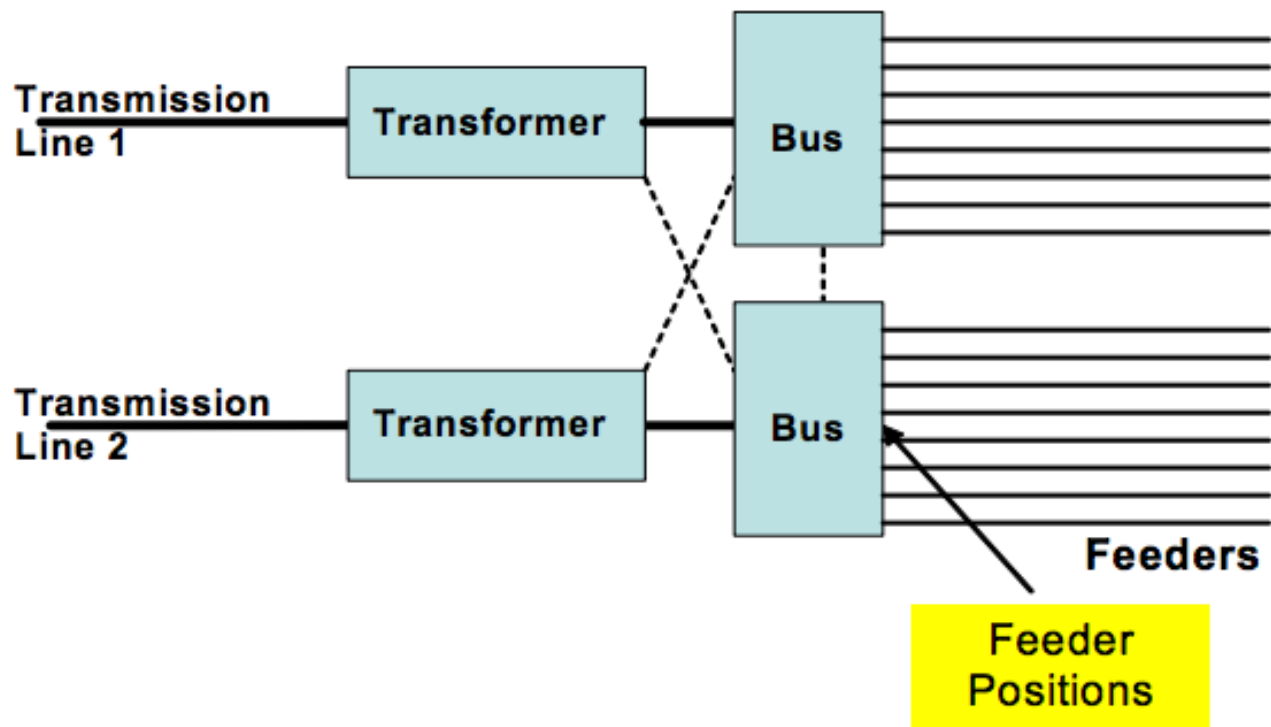 Transmission
Line 1
Transformer
Bus
Transmission
Line 2
Transformer
Bus
Feeders
Feeder
Positions